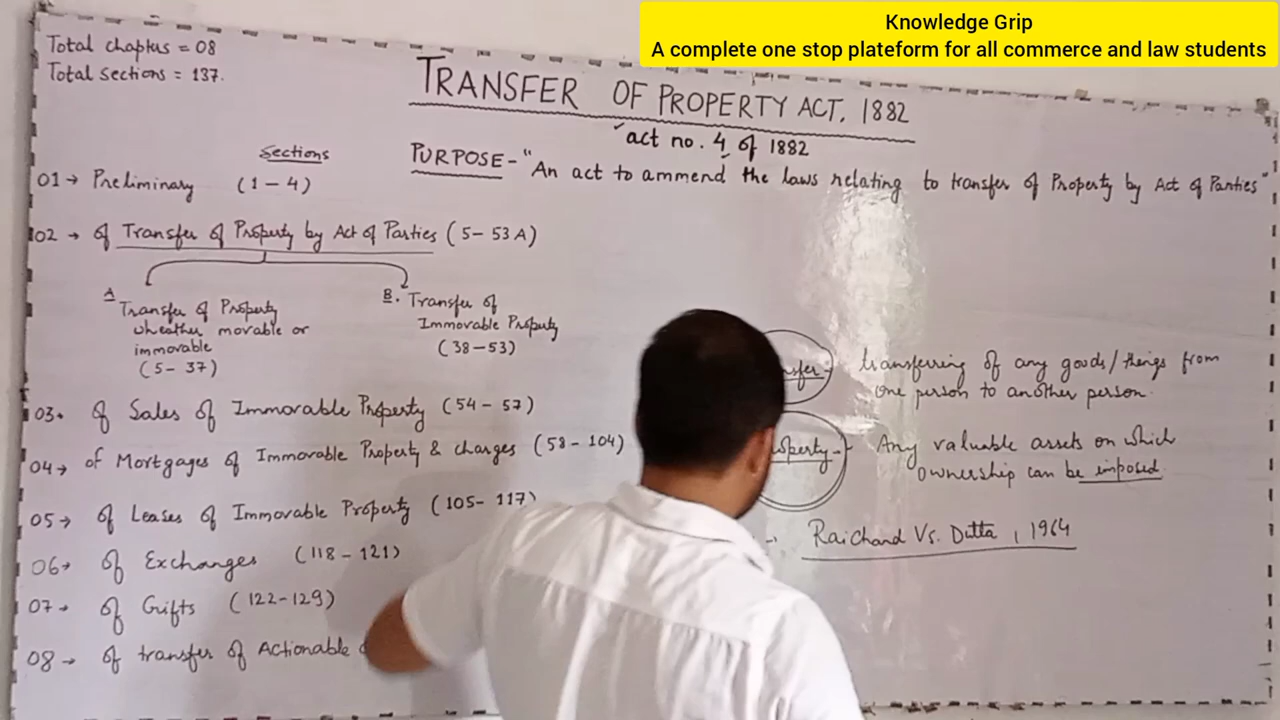 Knowledge Grip
A complete one stop plateform for all commerce and law students
Total chapters = 08
Total sections = 137.
TRANSFER OF PROPERTY ACT, 1882
act no. 4 of 1882
PURPOSE - "An act to ammend the laws relating to transfer of Property by Act of Parties"
Sections
01 → Preliminary (1 - 4)
02 → of Transfer of Property by Act of Parties (5 - 53A)
A Transfer of Property
wheather movable or
immovable
(5 - 37)
B. Transfer of
Immovable Property
(38 - 53)
03. of Sales of Immovable Property (54 - 57)
04 → of Mortgages of Immovable Property & charges (58 - 104)
05 → of Leases of Immovable Property (105 - 117)
06 → of Exchanges (118 - 121)
07 → of Gifts (122 - 129)
08 → of transfer of Actionable
transferring of any goods/things from
one person to another person.
Any valuable assets on which
ownership can be imposed
Raichand Vs. Dutta, 1964